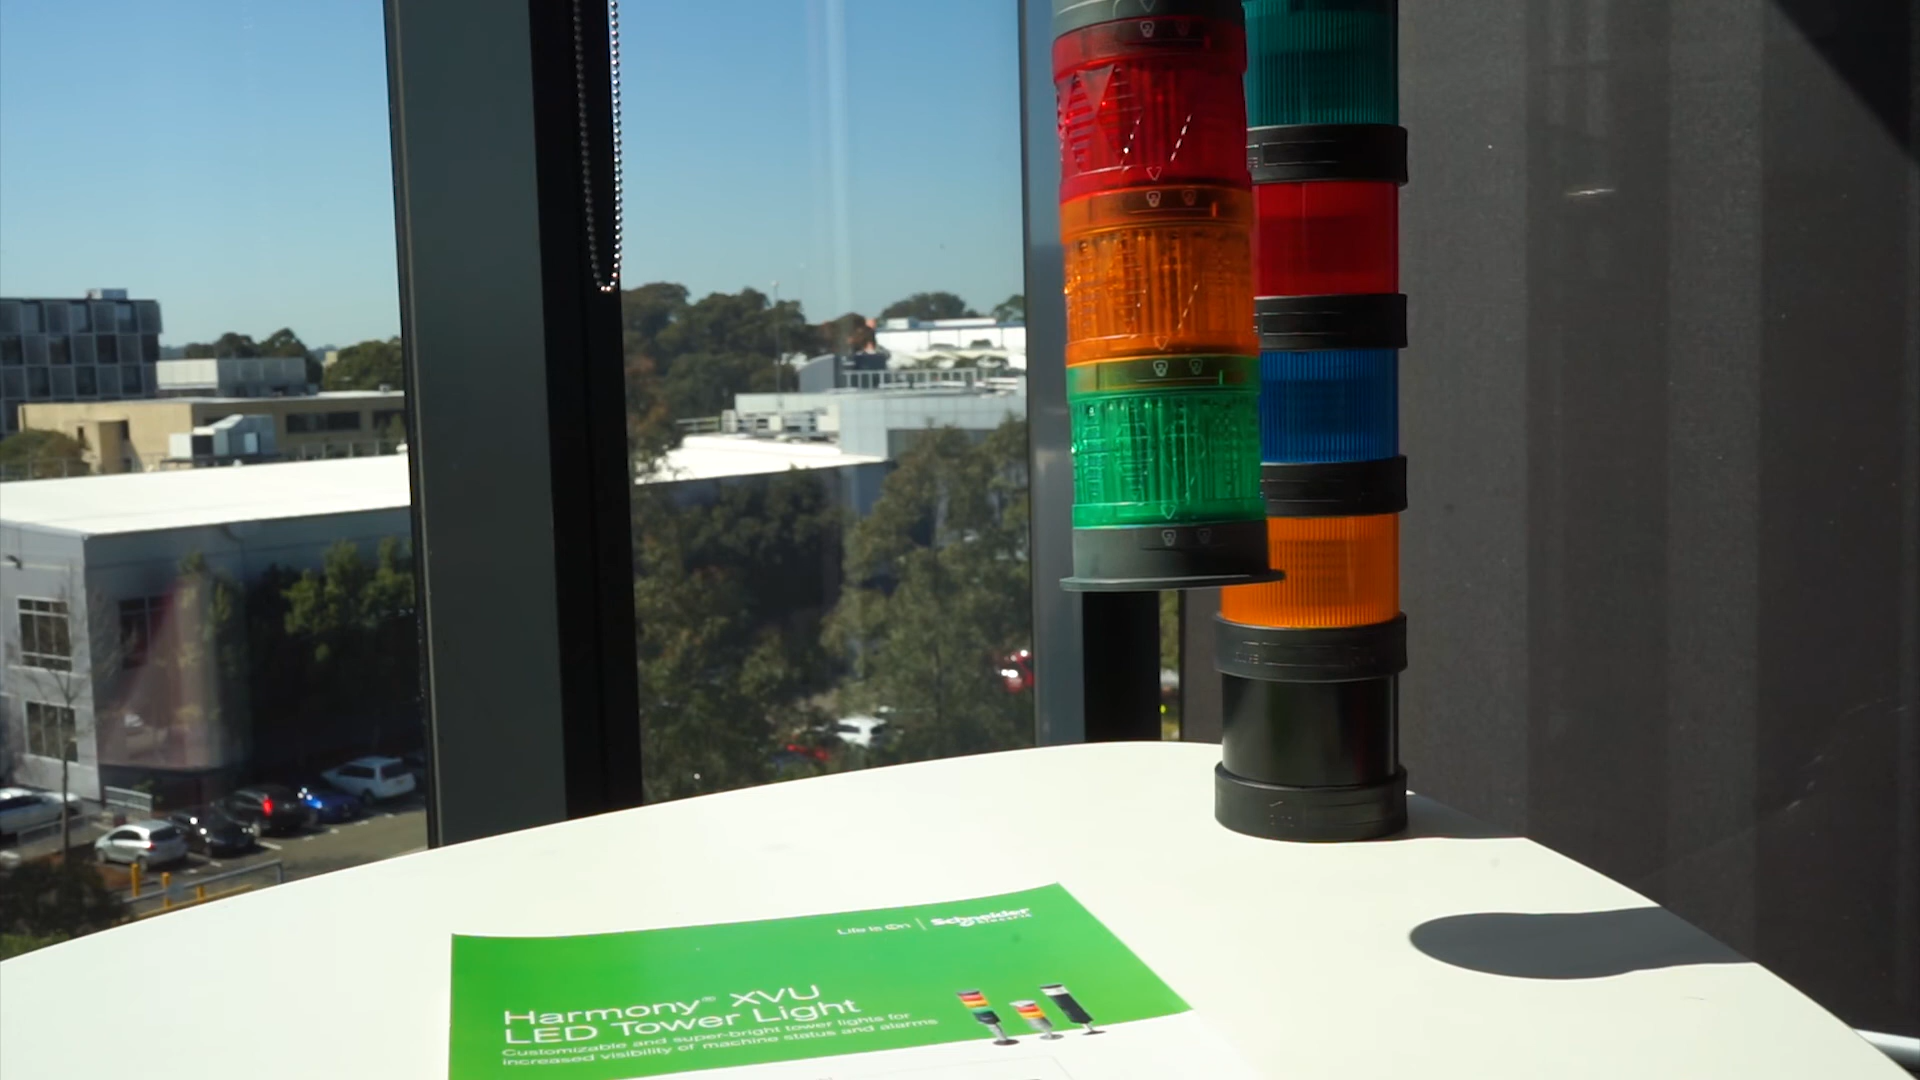 Life Is On | Schneider Electric
Harmony® XVU
LED Tower Light
Customizable and super-bright tower lights for
increased visibility of machine status and alarms